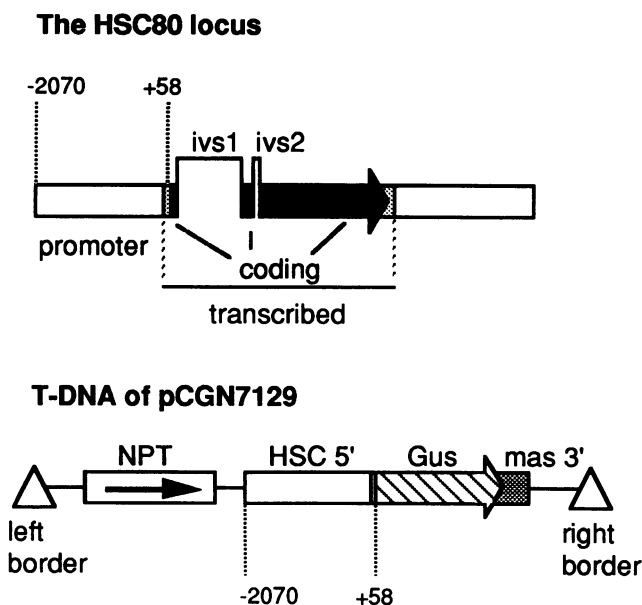 The HSC80 locus
-2070
+58
ivs1
ivs2
promoter
coding
transcribed
T-DNA of pCGN7129
NPT
HSC 5'
Gus
mas 3'
left
border
right
border
-2070
+58